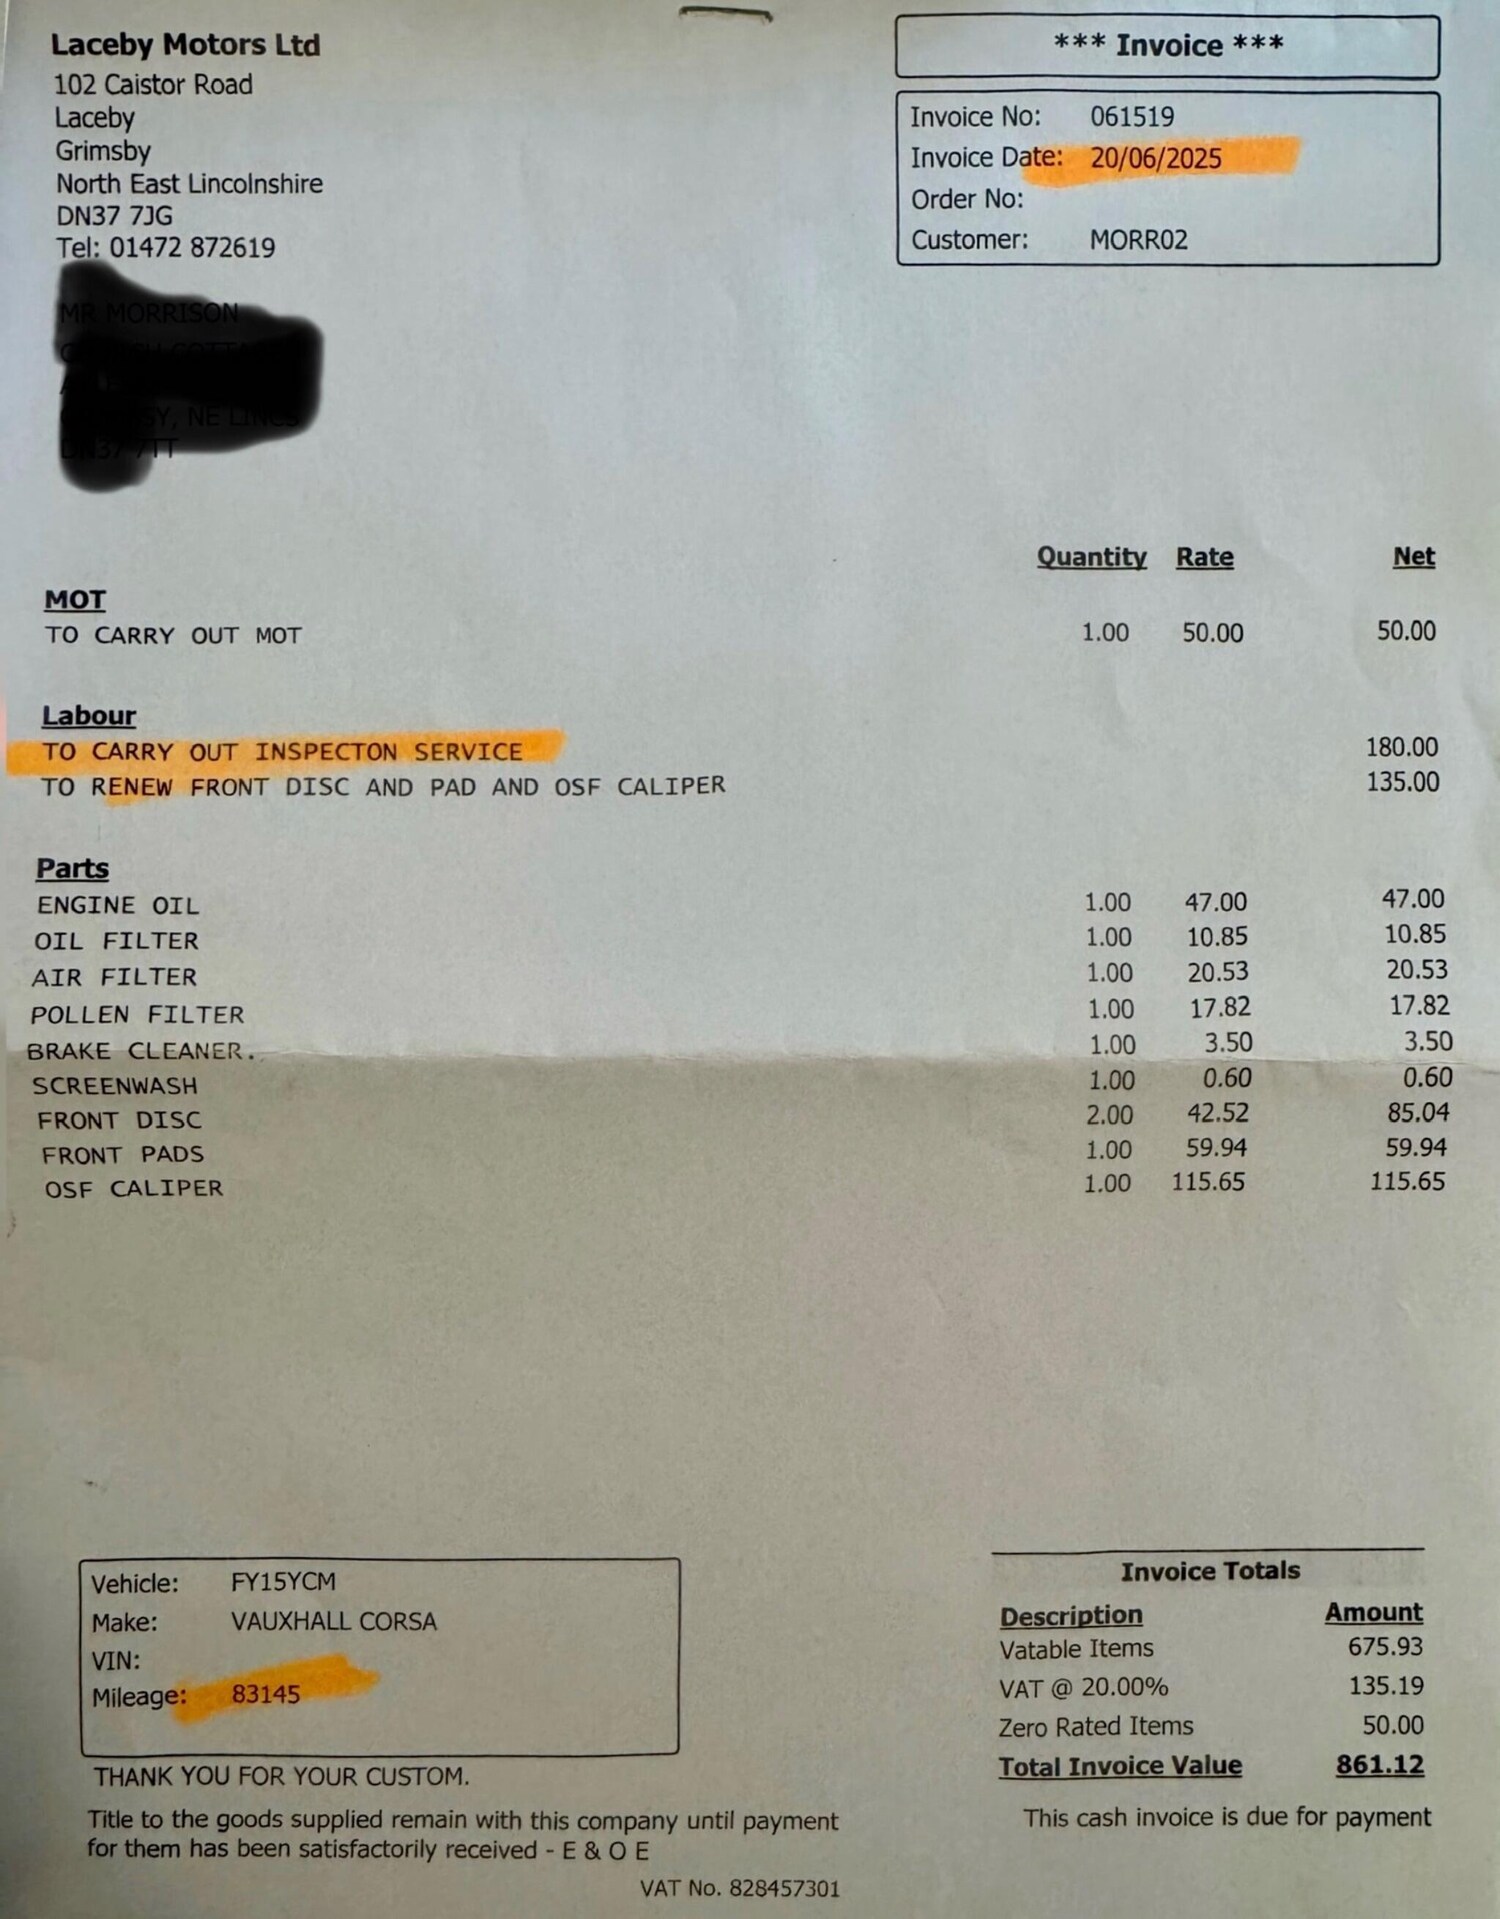 Laceby Motors Ltd
102 Caistor Road
Laceby
Grimsby
North East Lincolnshire
DN37 7JG
Tel: 01472 872619
*** Invoice ***
Invoice No: 061519
Invoice Date: 20/06/2025
Order No:
Customer: MORR02
Quantity Rate Net
MOT
TO CARRY OUT MOT 1.00 50.00 50.00
Labour
TO CARRY OUT INSPECTON SERVICE 180.00
TO RENEW FRONT DISC AND PAD AND OSF CALIPER 135.00
Parts
ENGINE OIL 1.00 47.00 47.00
OIL FILTER 1.00 10.85 10.85
AIR FILTER 1.00 20.53 20.53
POLLEN FILTER 1.00 17.82 17.82
BRAKE CLEANER. 1.00 3.50 3.50
SCREENWASH 1.00 0.60 0.60
FRONT DISC 2.00 42.52 85.04
FRONT PADS 1.00 59.94 59.94
OSF CALIPER 1.00 115.65 115.65
Vehicle: FY15YCM
Make: VAUXHALL CORSA
VIN:
Mileage: 83145
Invoice Totals
Description Amount
Vatable Items 675.93
VAT @ 20.00% 135.19
Zero Rated Items 50.00
Total Invoice Value 861.12
THANK YOU FOR YOUR CUSTOM.
Title to the goods supplied remain with this company until payment
for them has been satisfactorily received - E & O E
This cash invoice is due for payment
VAT No. 828457301